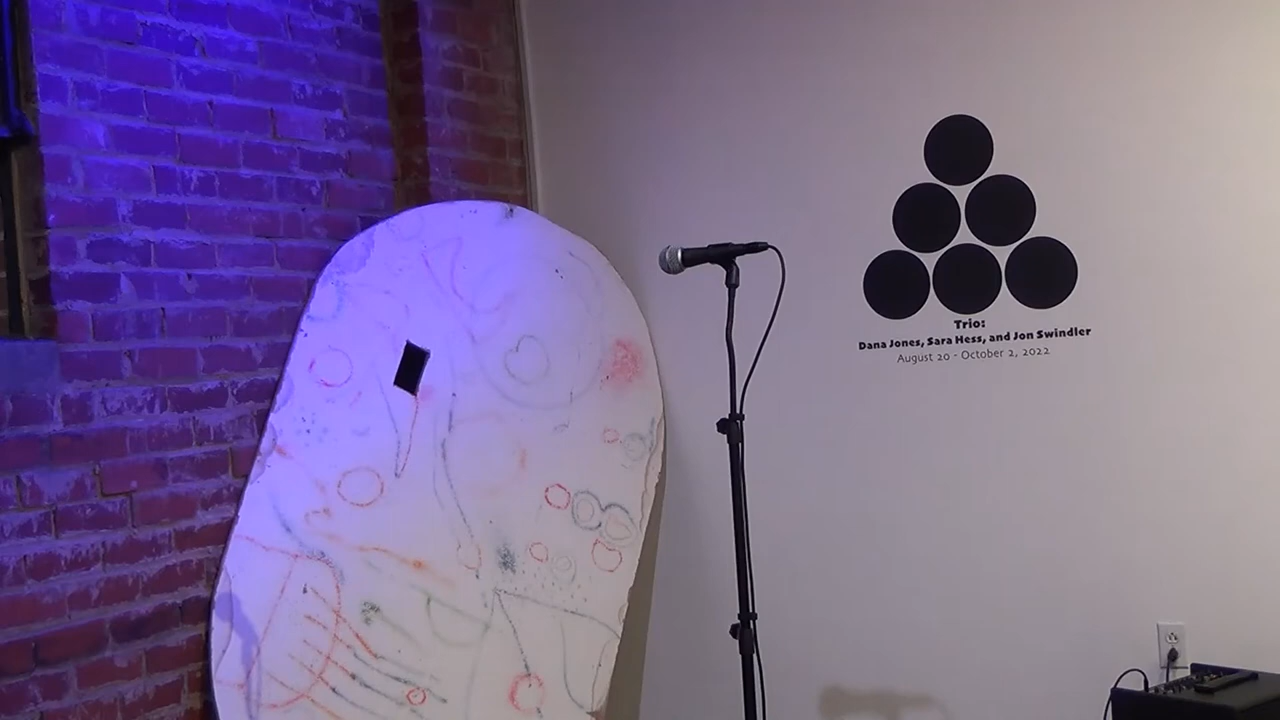 Trio:
Dana Jones, Sara Hess, and Jon Swindler
August 20 - October 2, 2022